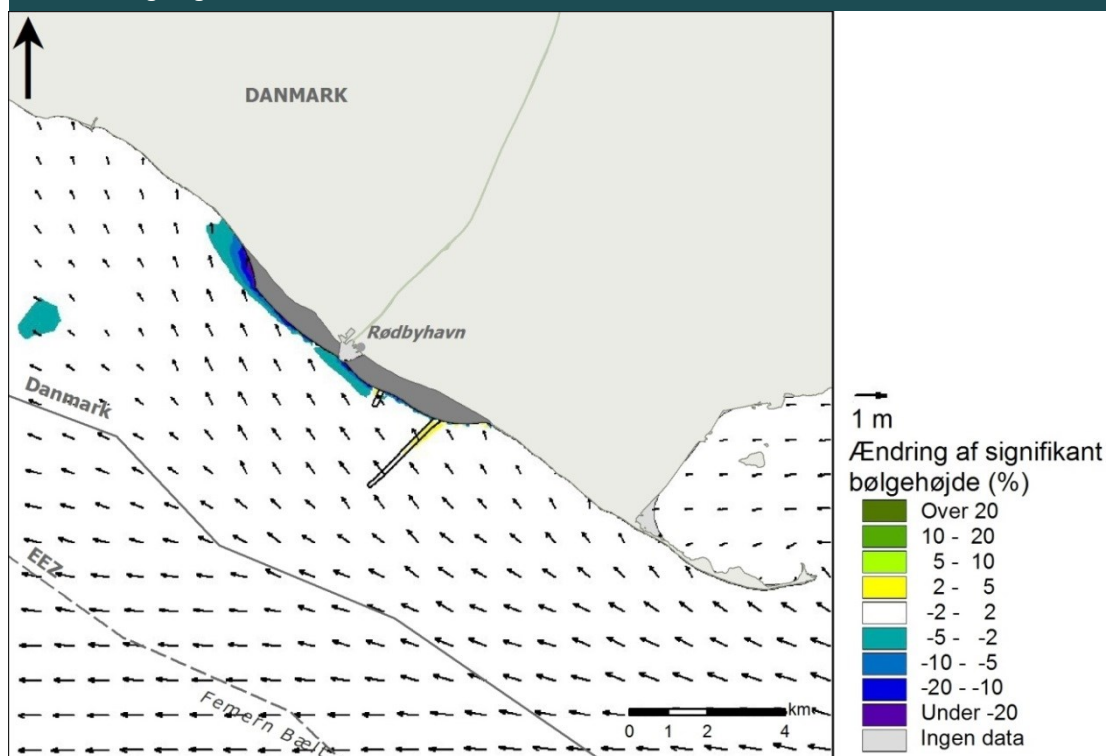 DANMARK
Rødbyhavn
Danmark
EEZ
Femern Bælt
km
0 1 2 4
1 m
Ændring af signifikant
bølgehøjde (%)
Over 20
10 - 20
5 - 10
2 - 5
-2 - 2
-5 - -2
-10 - -5
-20 - -10
Under -20
Ingen data